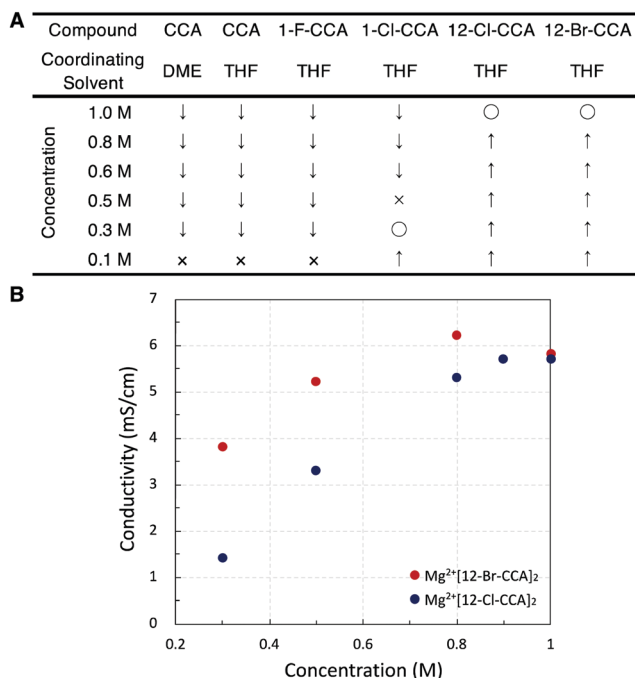 A
Compound CCA CCA 1-F-CCA 1-Cl-CCA 12-Cl-CCA 12-Br-CCA
Coordinating Solvent DME THF THF THF THF THF
Concentration
1.0 M ↓ ↓ ↓ ↓ ○ ○
0.8 M ↓ ↓ ↓ ↓ ↑ ↑
0.6 M ↓ ↓ ↓ ↓ ↑ ↑
0.5 M ↓ ↓ ↓ × ↑ ↑
0.3 M ↓ ↓ ↓ ○ ↑ ↑
0.1 M × × × ↑ ↑ ↑
B
Conductivity (mS/cm)
7
6
5
4
3
2
1
0
Mg²⁺[12-Br-CCA]₂
Mg²⁺[12-Cl-CCA]₂
0.2 0.4 0.6 0.8 1
Concentration (M)